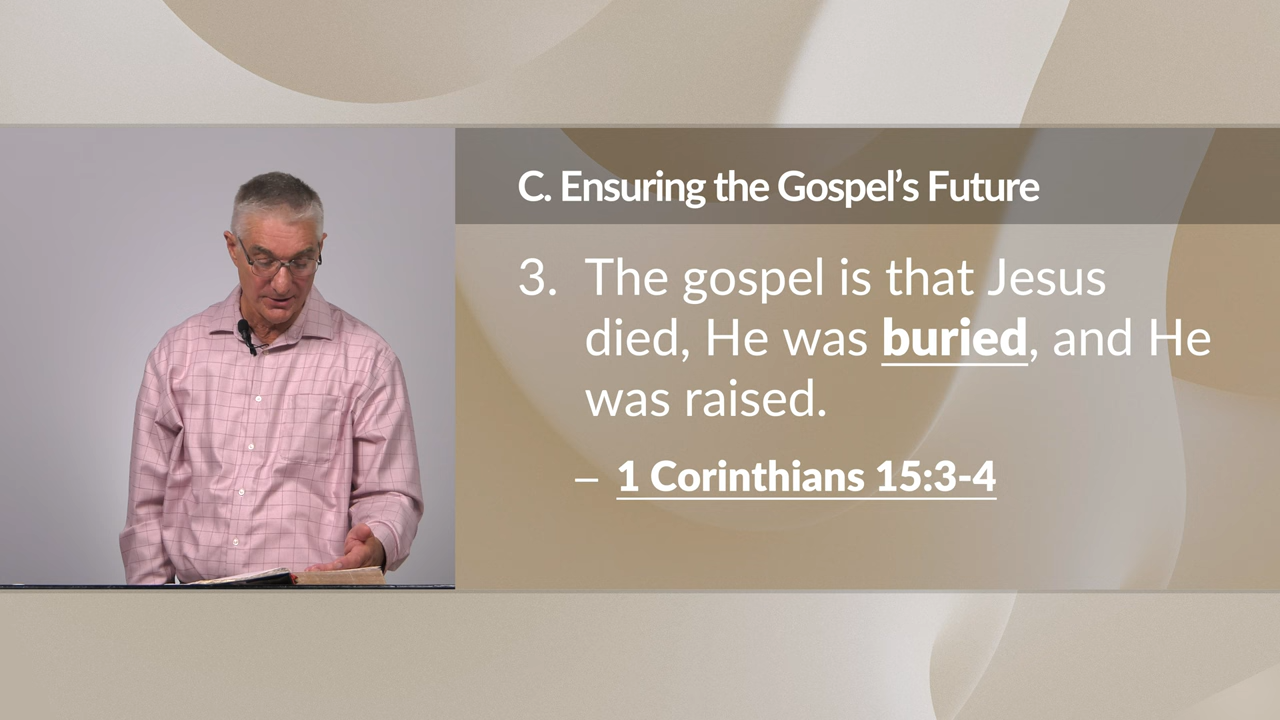 C. Ensuring the Gospel’s Future
3. The gospel is that Jesus
died, He was buried, and He
was raised.
– 1 Corinthians 15:3-4